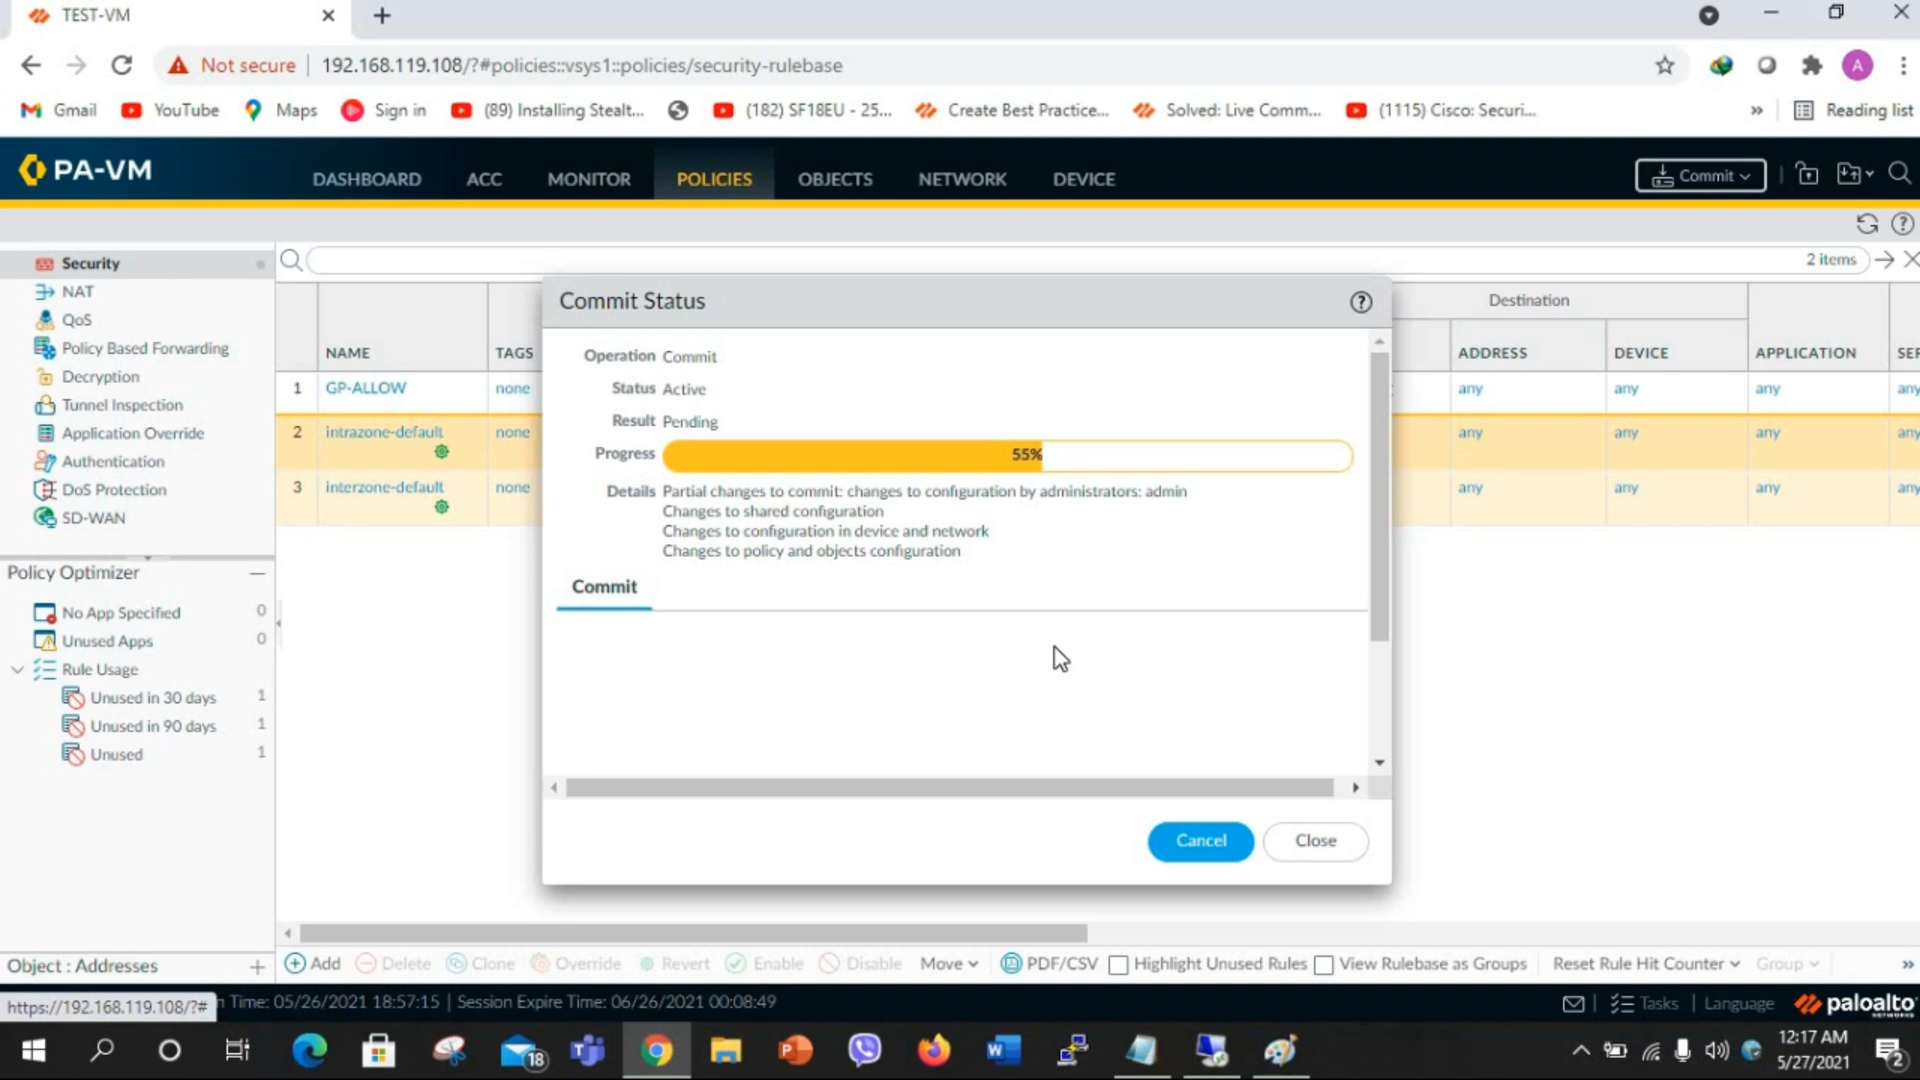 TEST-VM
Not secure 192.168.119.108/?#policies::vsys1::policies/security-rulebase A
Gmail YouTube Maps Sign in (89) Installing Stealt... (182) SF18EU - 25... Create Best Practice... Solved: Live Comm... (1115) Cisco: Securi... » Reading list
PA-VM DASHBOARD ACC MONITOR POLICIES OBJECTS NETWORK DEVICE Commit
Security
NAT
QoS
Policy Based Forwarding
Decryption
Tunnel Inspection
Application Override
Authentication
DoS Protection
SD-WAN
Policy Optimizer
No App Specified 0
Unused Apps 0
Rule Usage
Unused in 30 days 1
Unused in 90 days 1
Unused 1
Object : Addresses +
2 items
Destination
NAME TAGS ADDRESS DEVICE APPLICATION SER
1 GP-ALLOW none any any any any
2 intrazone-default none any any any any
3 interzone-default none any any any any
Commit Status
Operation Commit
Status Active
Result Pending
Progress 55%
Details Partial changes to commit: changes to configuration by administrators: admin
Changes to shared configuration
Changes to configuration in device and network
Changes to policy and objects configuration
Commit
Cancel Close
Add Delete Clone Override Revert Enable Disable Move PDF/CSV Highlight Unused Rules View Rulebase as Groups Reset Rule Hit Counter Group »
https://192.168.119.108/?# n Time: 05/26/2021 18:57:15 | Session Expire Time: 06/26/2021 00:08:49 Tasks | Language paloalto
NETWORKS
18
12:17 AM
5/27/2021
2